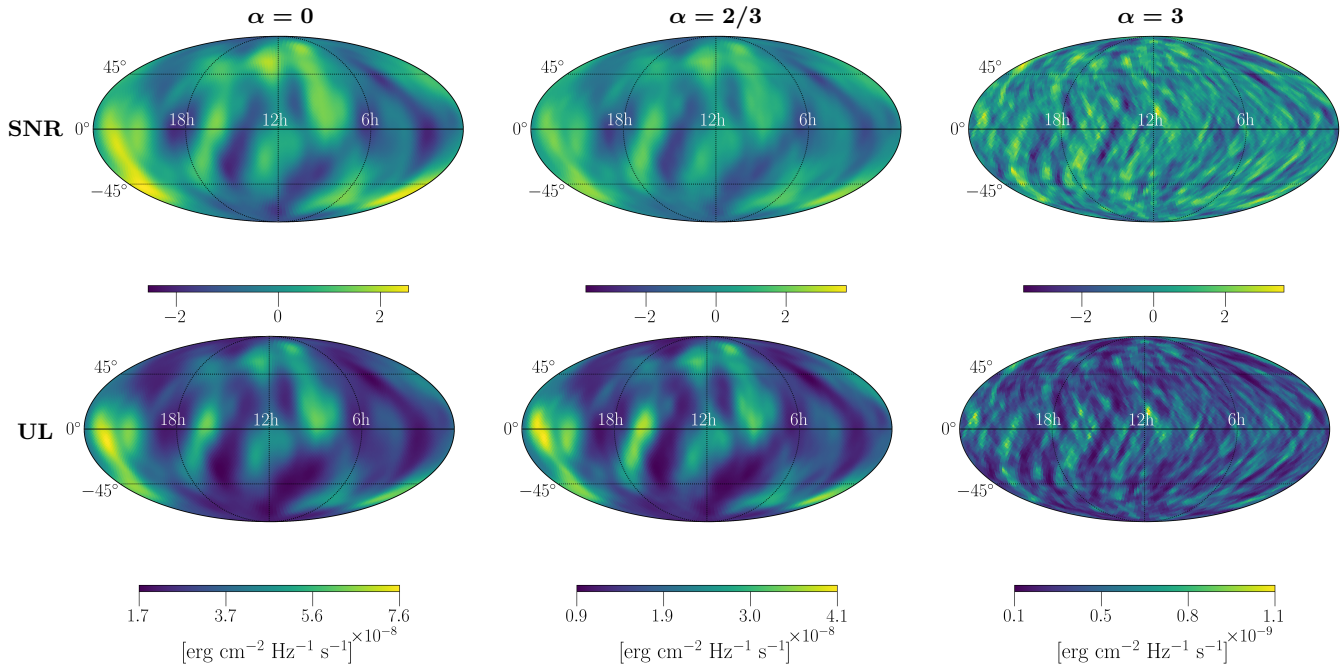 α = 0 α = 2/3 α = 3
45° 45° 45°
SNR 0° 18h 12h 6h 0° 18h 12h 6h 0° 18h 12h 6h
−45° −45° −45°
−2 0 2 −2 0 2 −2 0 2
45° 45° 45°
UL 0° 18h 12h 6h 0° 18h 12h 6h 0° 18h 12h 6h
−45° −45° −45°
1.7 3.7 5.6 7.6 0.9 1.9 3.0 4.1 0.1 0.5 0.8 1.1
×10⁻⁸ ×10⁻⁸ ×10⁻⁹
[erg cm⁻² Hz⁻¹ s⁻¹] [erg cm⁻² Hz⁻¹ s⁻¹] [erg cm⁻² Hz⁻¹ s⁻¹]